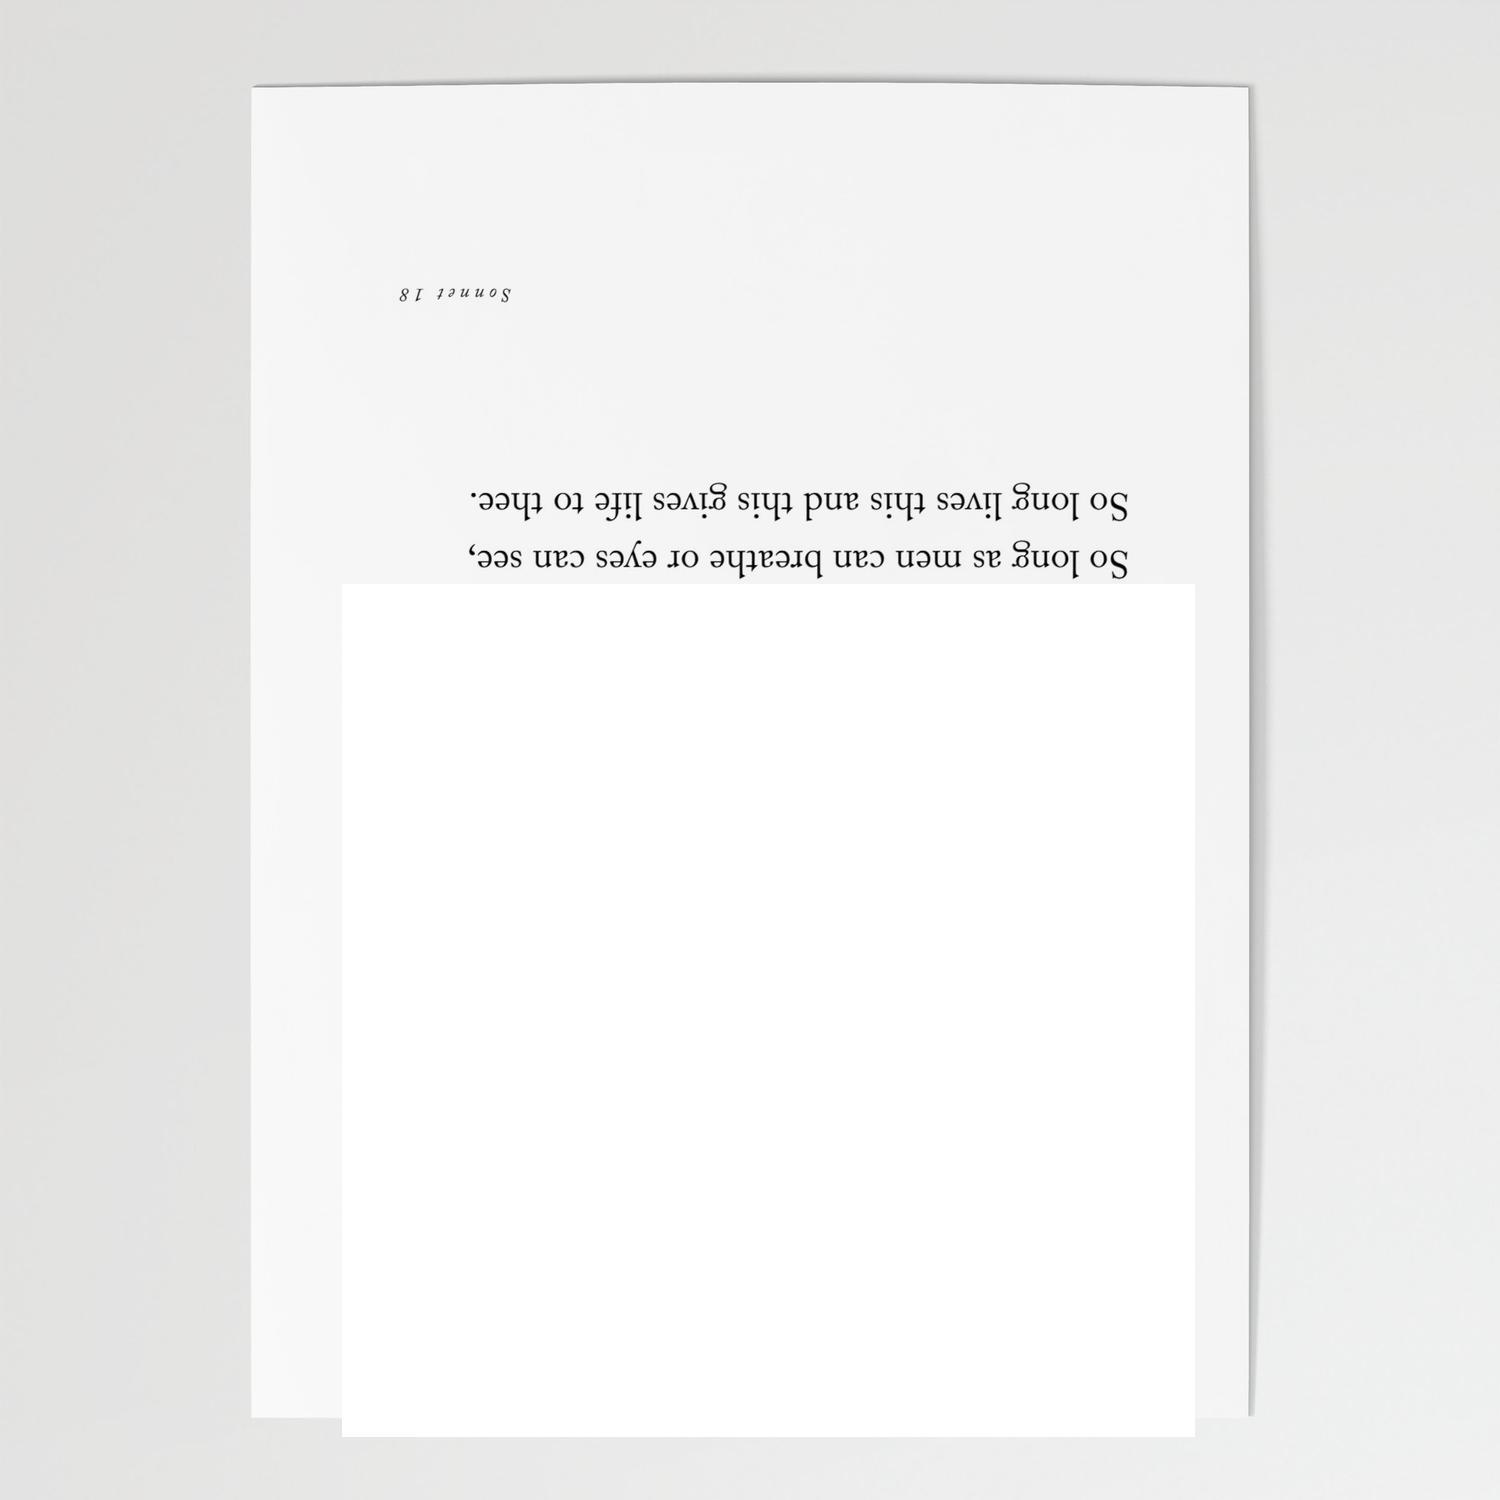 So long as men can breathe or eyes can see,
So long lives this and this gives life to thee.
Sonnet 18